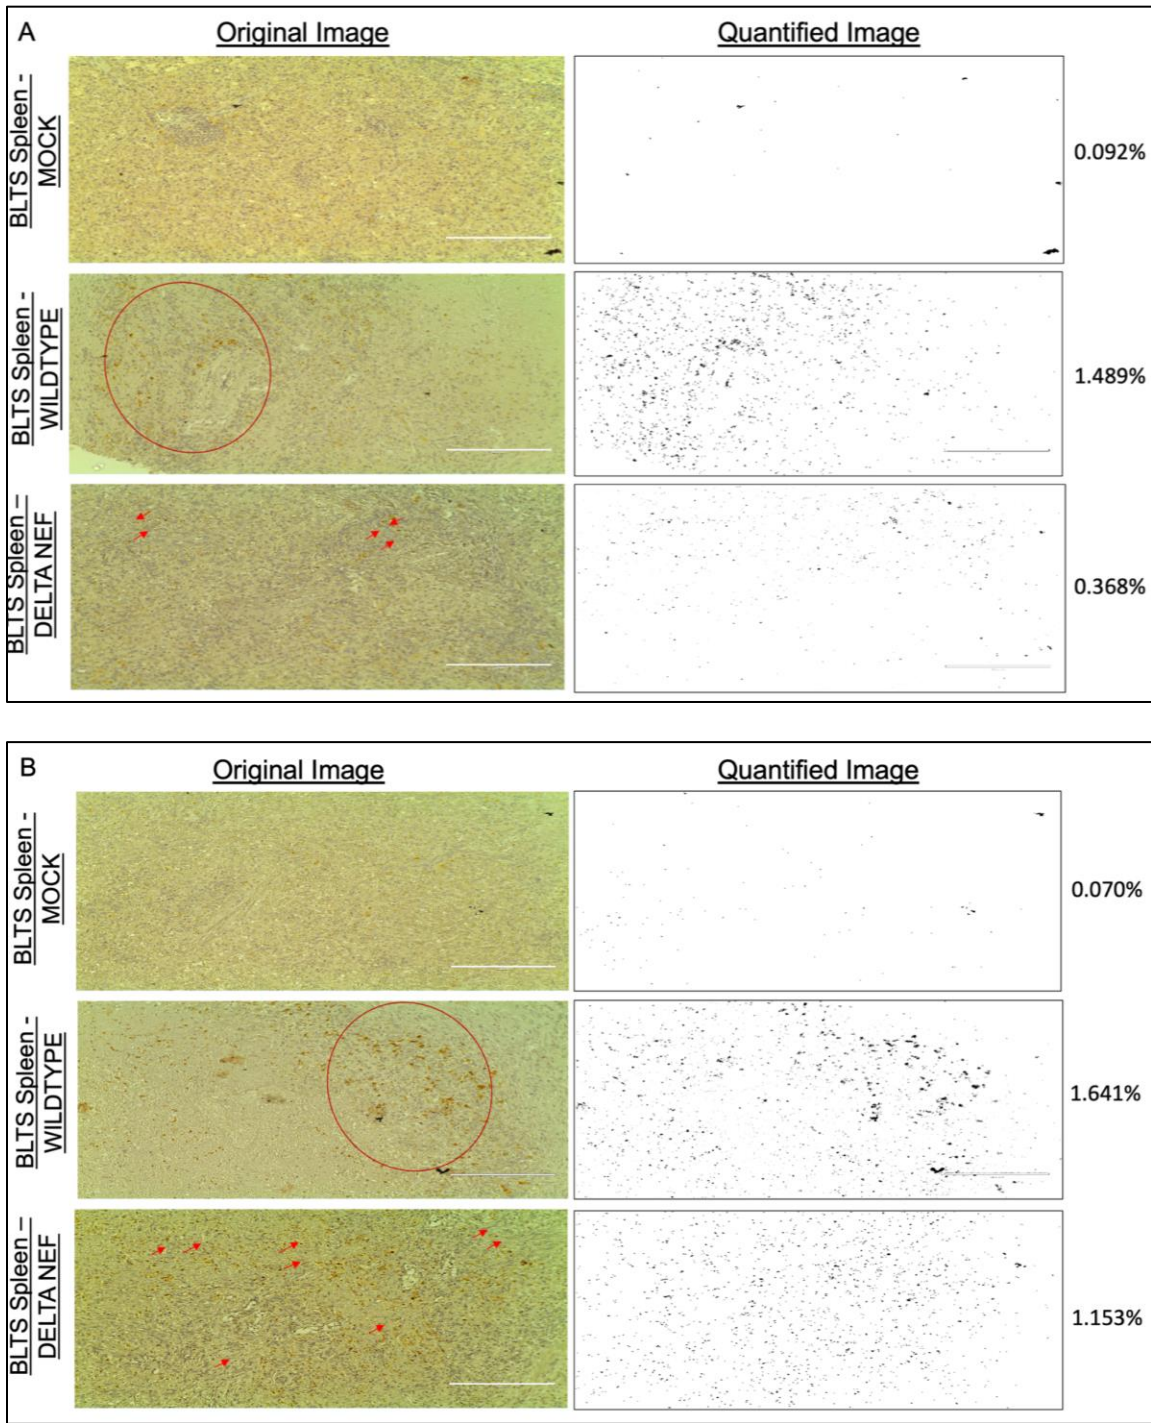 A
Original Image
Quantified Image
BLTS Spleen -
MOCK
0.092%
BLTS Spleen -
WILDTYPE
1.489%
BLTS Spleen –
DELTA NEF
0.368%
B
Original Image
Quantified Image
BLTS Spleen -
MOCK
0.070%
BLTS Spleen -
WILDTYPE
1.641%
BLTS Spleen –
DELTA NEF
1.153%